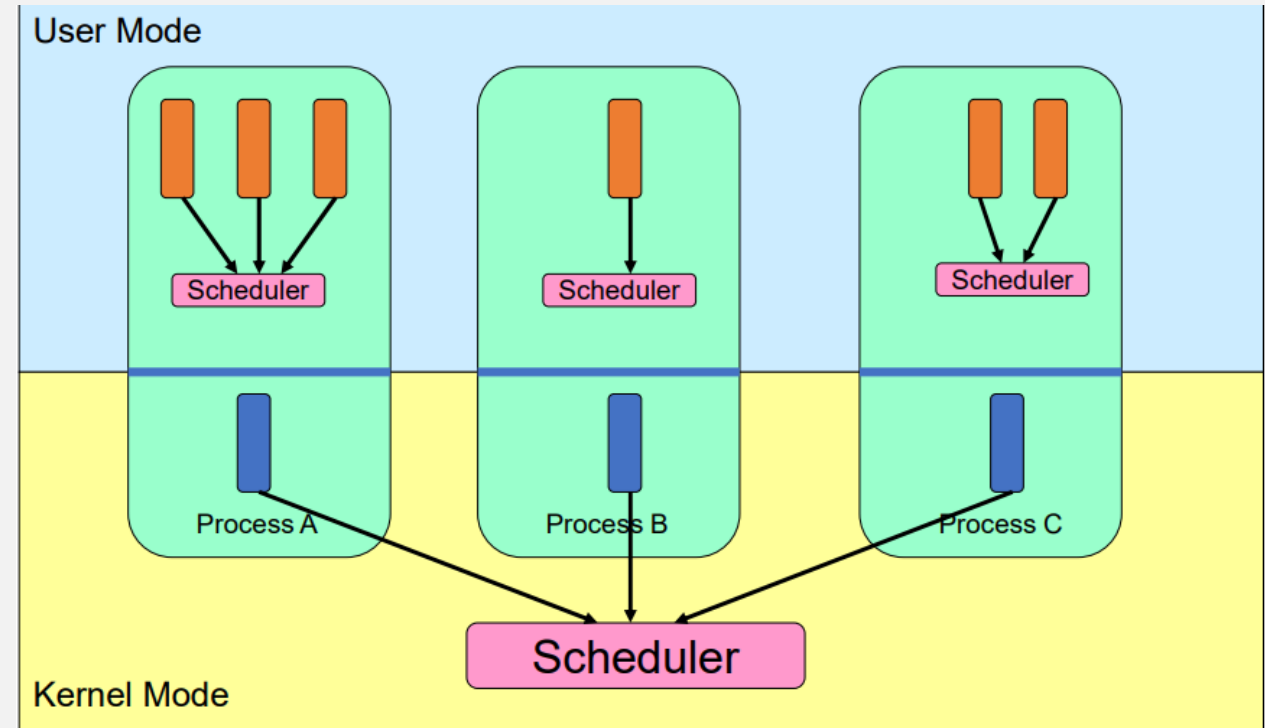 User Mode
Scheduler
Scheduler
Scheduler
Process A
Process B
Process C
Scheduler
Kernel Mode